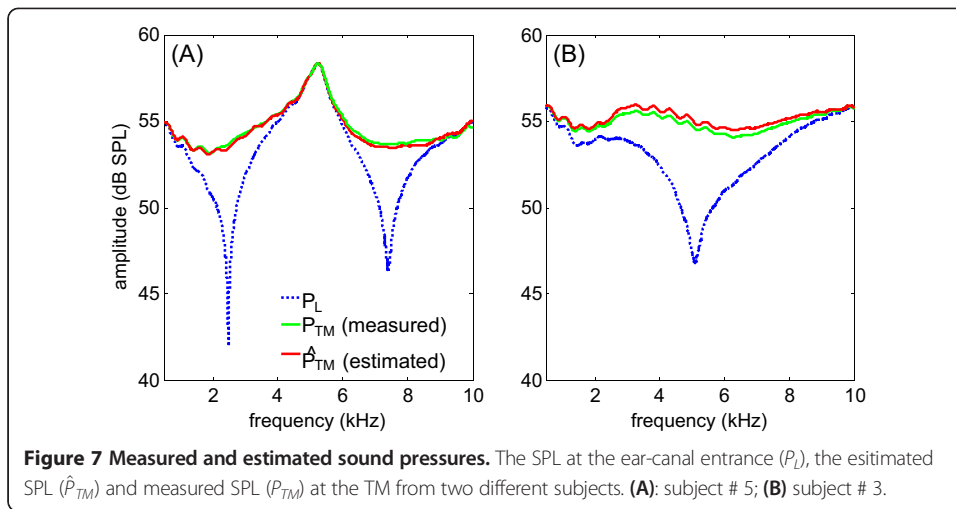 60
(A)
55
50
45
40
amplitude (dB SPL)
P_L
P_TM (measured)
P̂_TM (estimated)
2 4 6 8 10
frequency (kHz)
60
(B)
55
50
45
40
2 4 6 8 10
frequency (kHz)
Figure 7 Measured and estimated sound pressures. The SPL at the ear-canal entrance (P_L), the esitimated
SPL (P̂_TM) and measured SPL (P_TM) at the TM from two different subjects. (A): subject # 5; (B) subject # 3.